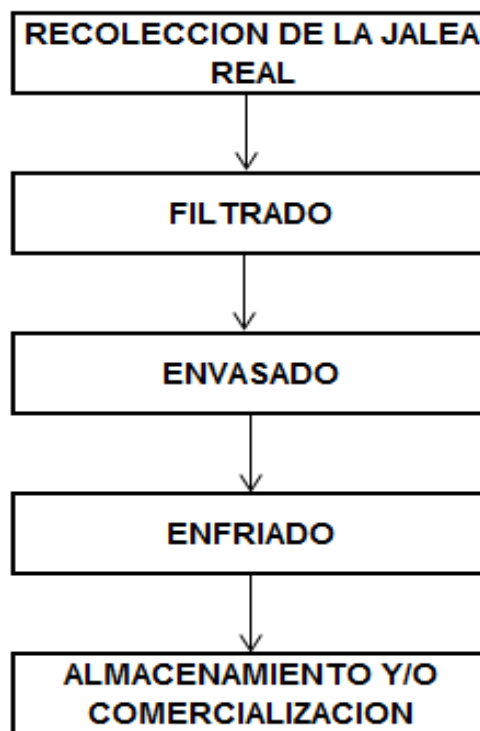 RECOLECCION DE LA JALEA
REAL
FILTRADO
ENVASADO
ENFRIADO
ALMACENAMIENTO Y/O
COMERCIALIZACION